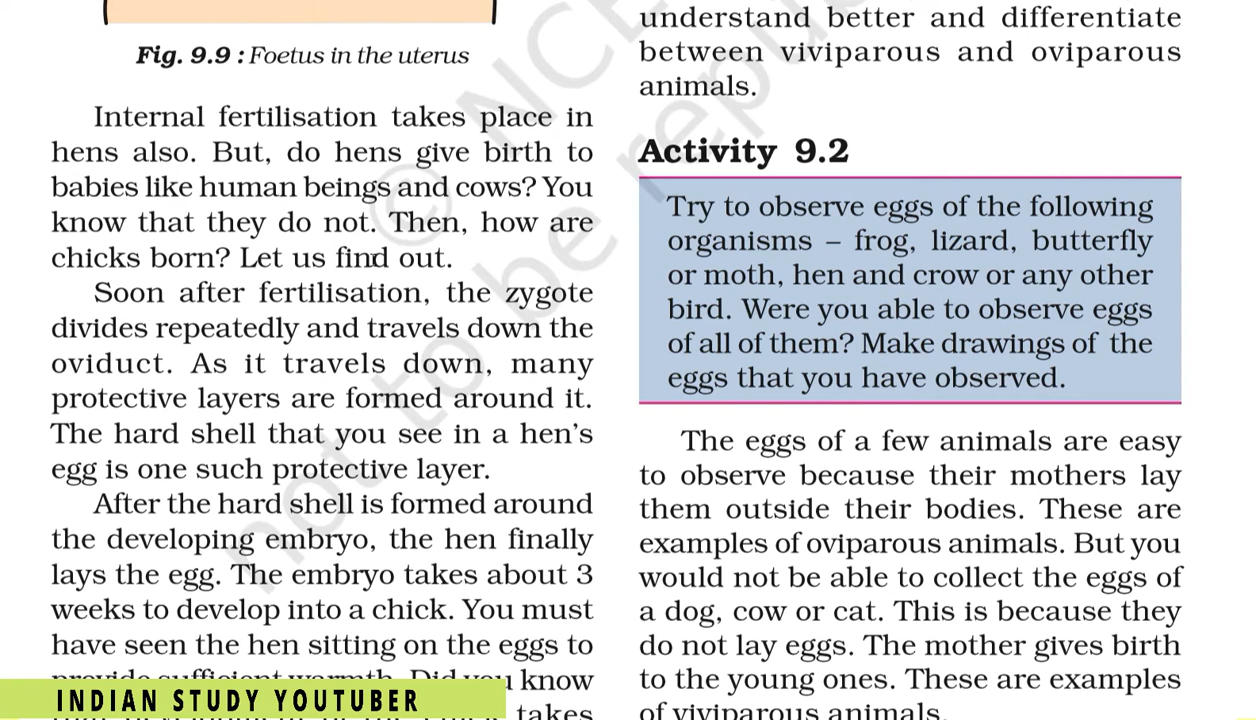 Fig. 9.9 : Foetus in the uterus
Internal fertilisation takes place in
hens also. But, do hens give birth to
babies like human beings and cows? You
know that they do not. Then, how are
chicks born? Let us find out.
Soon after fertilisation, the zygote
divides repeatedly and travels down the
oviduct. As it travels down, many
protective layers are formed around it.
The hard shell that you see in a hen's
egg is one such protective layer.
After the hard shell is formed around
the developing embryo, the hen finally
lays the egg. The embryo takes about 3
weeks to develop into a chick. You must
have seen the hen sitting on the eggs to
provide sufficient warmth. Did you know
takes
INDIAN STUDY YOUTUBER
understand better and differentiate
between viviparous and oviparous
animals.
Activity 9.2
Try to observe eggs of the following
organisms – frog, lizard, butterfly
or moth, hen and crow or any other
bird. Were you able to observe eggs
of all of them? Make drawings of the
eggs that you have observed.
The eggs of a few animals are easy
to observe because their mothers lay
them outside their bodies. These are
examples of oviparous animals. But you
would not be able to collect the eggs of
a dog, cow or cat. This is because they
do not lay eggs. The mother gives birth
to the young ones. These are examples
of viviparous animals.
© NCE
not to be republ